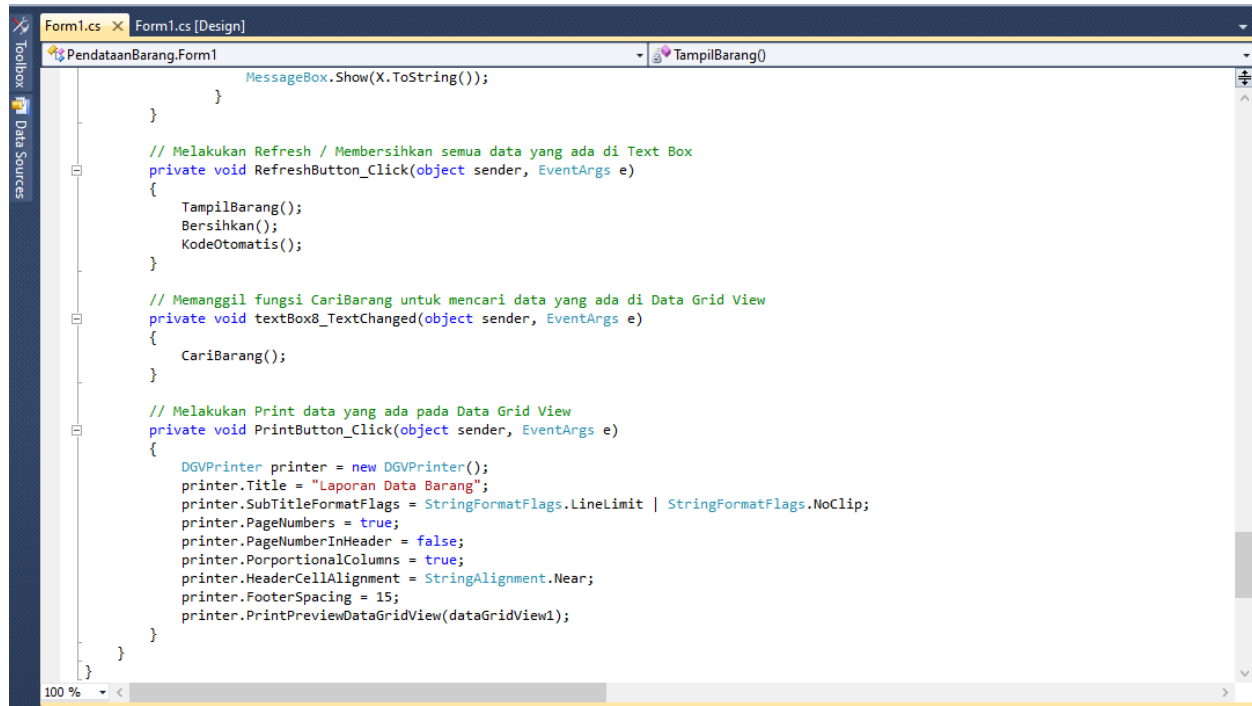 Form1.cs Form1.cs [Design]
PendataanBarang.Form1 TampilBarang()
Toolbox
Data Sources
MessageBox.Show(X.ToString());
}
}
// Melakukan Refresh / Membersihkan semua data yang ada di Text Box
private void RefreshButton_Click(object sender, EventArgs e)
{
TampilBarang();
Bersihkan();
KodeOtomatis();
}
// Memanggil fungsi CariBarang untuk mencari data yang ada di Data Grid View
private void textBox8_TextChanged(object sender, EventArgs e)
{
CariBarang();
}
// Melakukan Print data yang ada pada Data Grid View
private void PrintButton_Click(object sender, EventArgs e)
{
DGVPrinter printer = new DGVPrinter();
printer.Title = "Laporan Data Barang";
printer.SubTitleFormatFlags = StringFormatFlags.LineLimit | StringFormatFlags.NoClip;
printer.PageNumbers = true;
printer.PageNumberInHeader = false;
printer.PorportionalColumns = true;
printer.HeaderCellAlignment = StringAlignment.Near;
printer.FooterSpacing = 15;
printer.PrintPreviewDataGridView(dataGridView1);
}
}
}
100 %